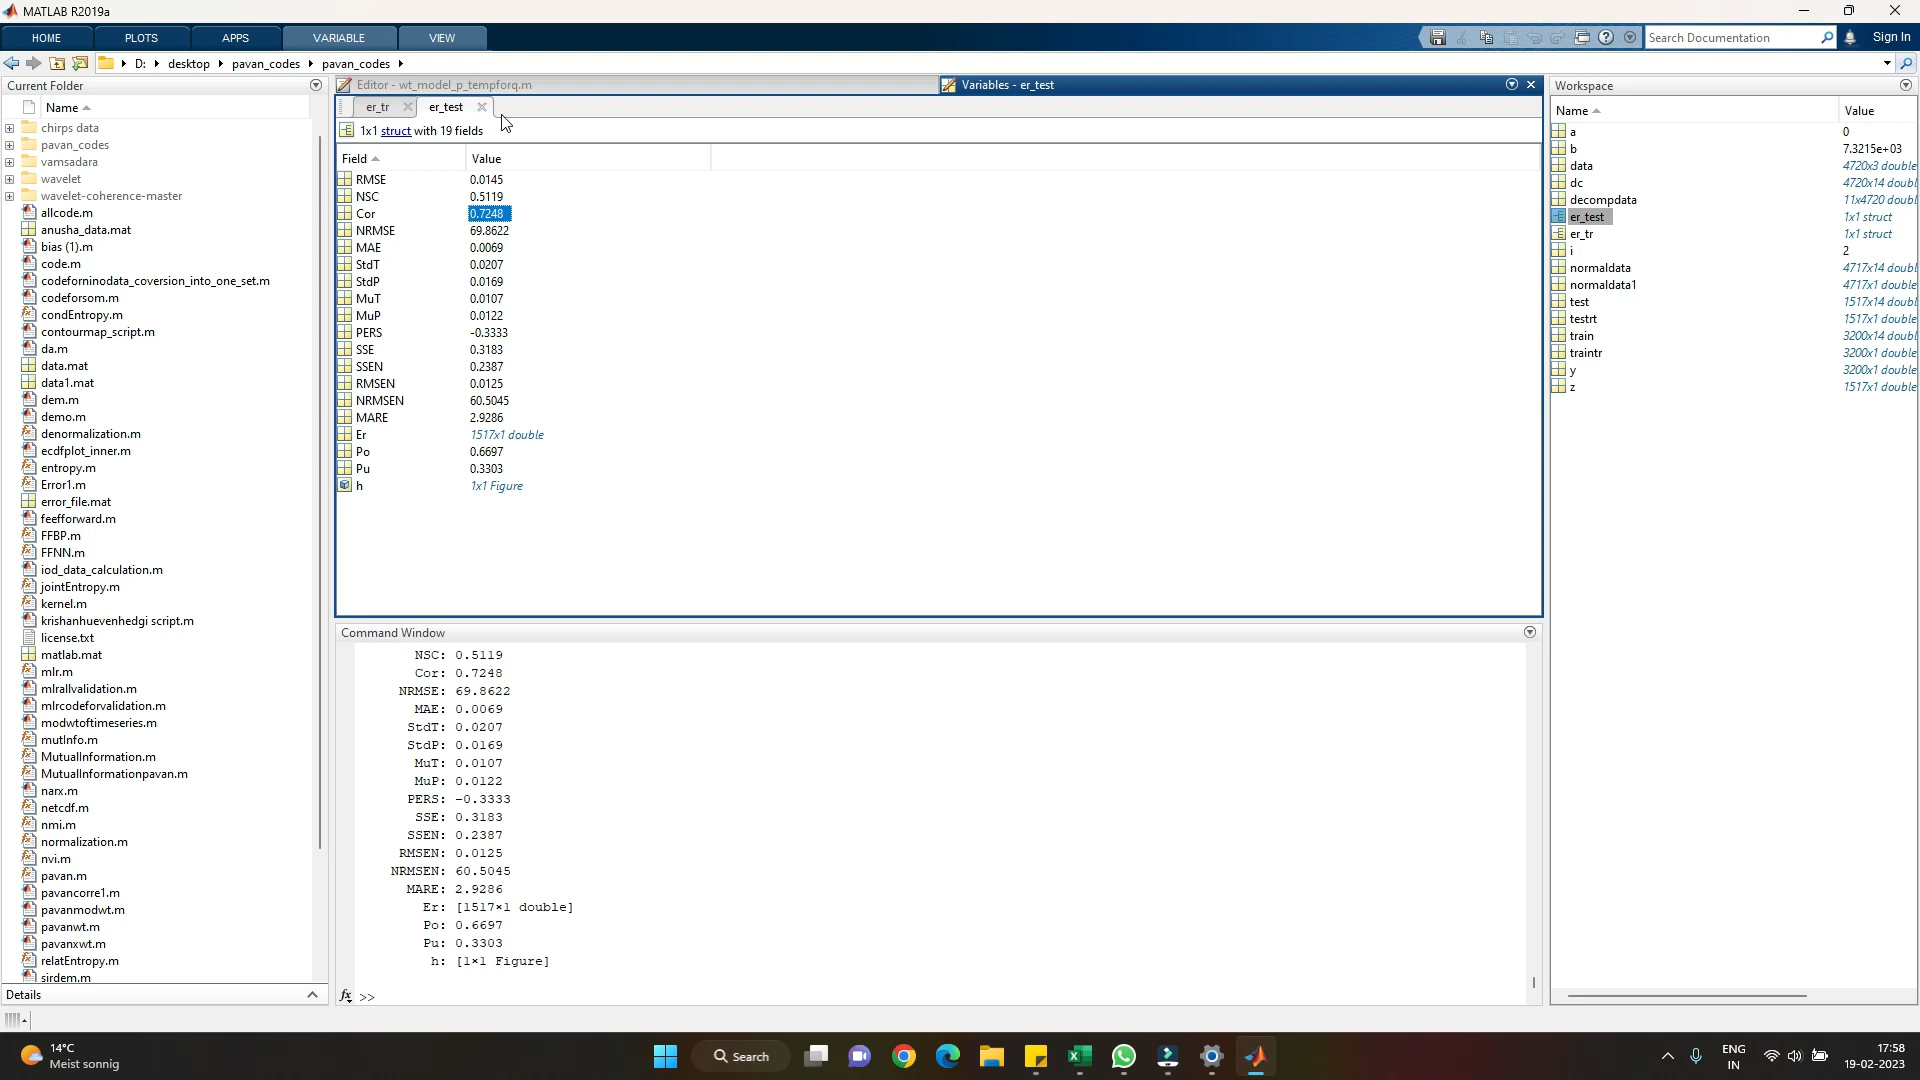 MATLAB R2019a
HOME PLOTS APPS VARIABLE VIEW Search Documentation Sign In
D: desktop pavan_codes pavan_codes
Current Folder
Name
chirps data
pavan_codes
vamsadara
wavelet
wavelet-coherence-master
allcode.m
anusha_data.mat
bias (1).m
code.m
codeforninodata_coversion_into_one_set.m
codeforsom.m
condEntropy.m
contourmap_script.m
da.m
data.mat
data1.mat
dem.m
demo.m
denormalization.m
ecdfplot_inner.m
entropy.m
Error1.m
error_file.mat
feefforward.m
FFBP.m
FFNN.m
iod_data_calculation.m
jointEntropy.m
kernel.m
krishanhuevenhedgi script.m
license.txt
matlab.mat
mlr.m
mlrallvalidation.m
mlrcodeforvalidation.m
modwtoftimeseries.m
mutInfo.m
MutualInformation.m
MutualInformationpavan.m
narx.m
netcdf.m
nmi.m
normalization.m
nvi.m
pavan.m
pavancorre1.m
pavanmodwt.m
pavanwt.m
pavanxwt.m
relatEntropy.m
sirdem.m
Details
Editor - wt_model_p_tempforq.m
Variables - er_test
er_tr er_test
1x1 struct with 19 fields
Field Value
RMSE 0.0145
NSC 0.5119
Cor 0.7248
NRMSE 69.8622
MAE 0.0069
StdT 0.0207
StdP 0.0169
MuT 0.0107
MuP 0.0122
PERS -0.3333
SSE 0.3183
SSEN 0.2387
RMSEN 0.0125
NRMSEN 60.5045
MARE 2.9286
Er 1517x1 double
Po 0.6697
Pu 0.3303
h 1x1 Figure
Command Window
NSC: 0.5119
Cor: 0.7248
NRMSE: 69.8622
MAE: 0.0069
StdT: 0.0207
StdP: 0.0169
MuT: 0.0107
MuP: 0.0122
PERS: -0.3333
SSE: 0.3183
SSEN: 0.2387
RMSEN: 0.0125
NRMSEN: 60.5045
MARE: 2.9286
Er: [1517×1 double]
Po: 0.6697
Pu: 0.3303
h: [1×1 Figure]
fx >>
Workspace
Name Value
a 0
b 7.3215e+03
data 4720x3 double
dc 4720x14 doubl
decompdata 11x4720 doubl
er_test 1x1 struct
er_tr 1x1 struct
i 2
normaldata 4717x14 doubl
normaldata1 4717x1 double
test 1517x14 doubl
testrt 1517x1 double
train 3200x14 doubl
traintr 3200x1 double
y 3200x1 double
z 1517x1 double
14°C
Meist sonnig
Search
ENG
IN
17:58
19-02-2023